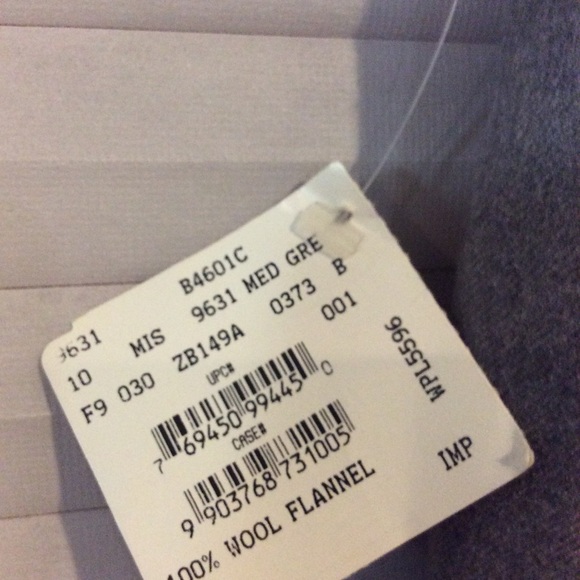 B4601C
9631 MIS 9631 MED GRE
10 ZB149A 0373 B
F9 030 001
UPC#
7 69450 99445 0
CASE#
9 903768 731005
100% WOOL FLANNEL
WPL5596
IMP